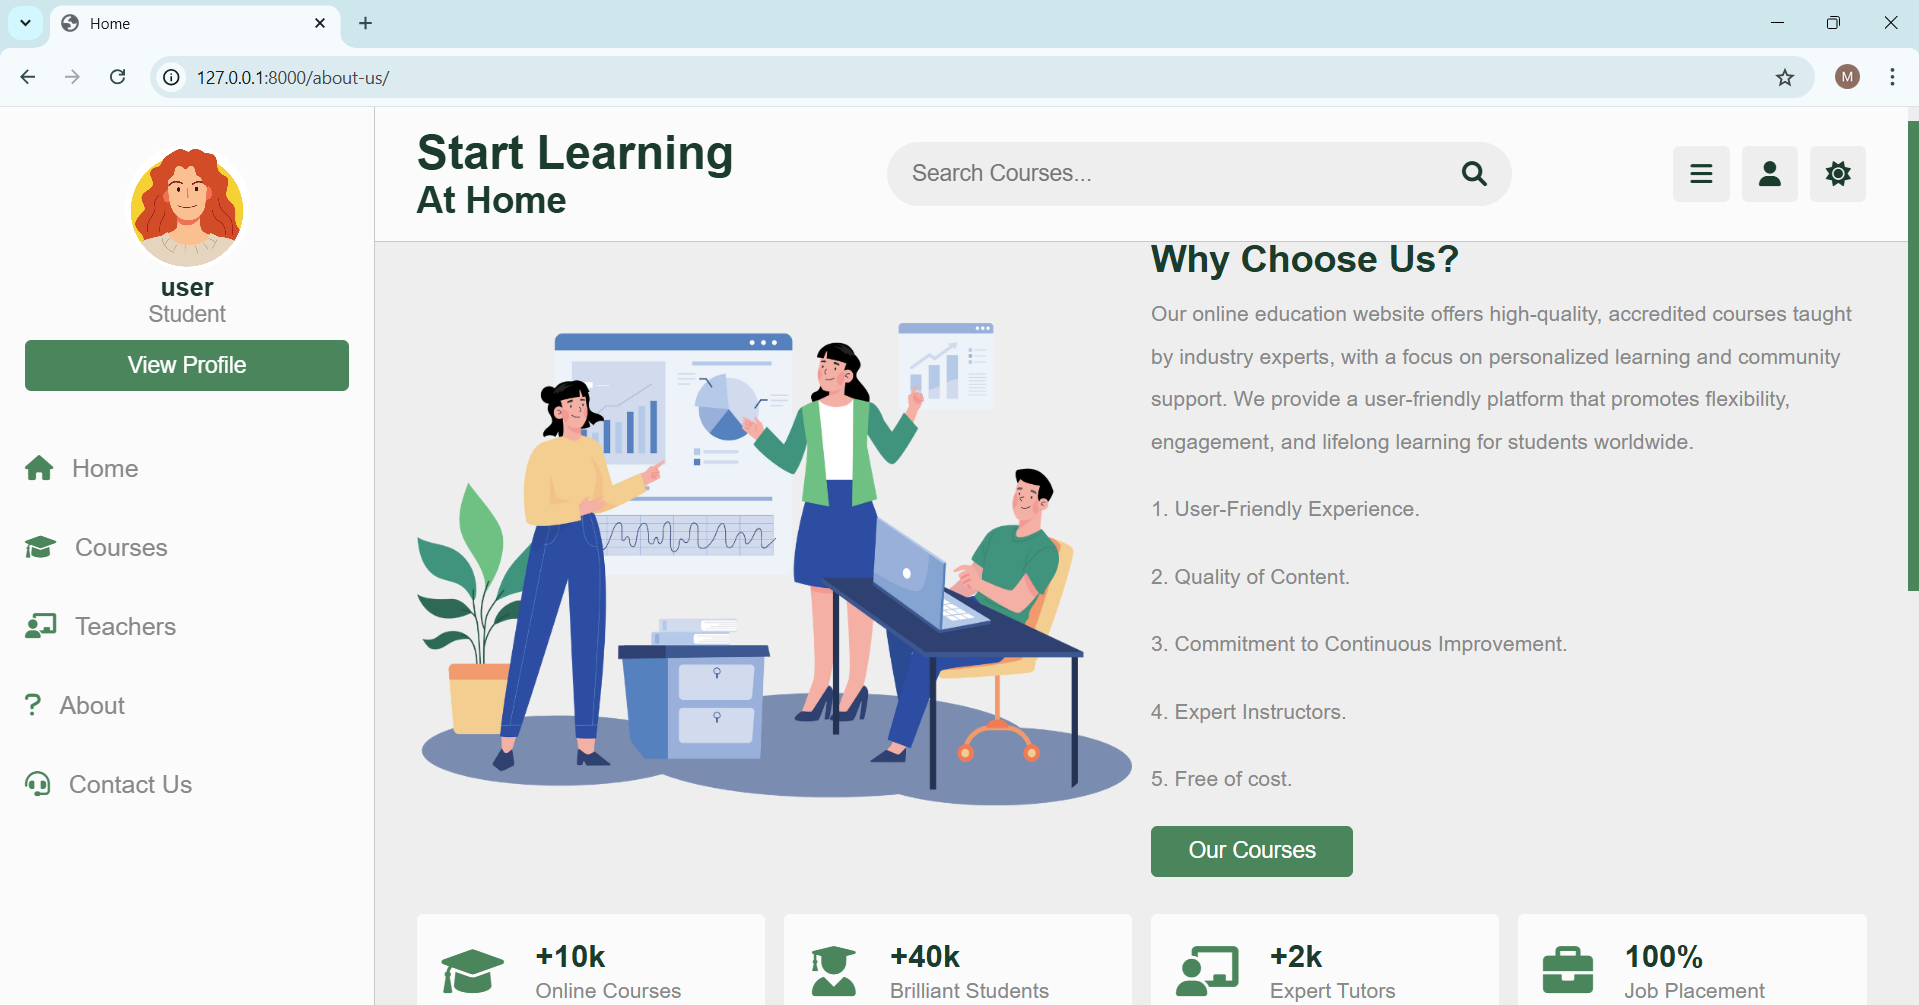 Home
127.0.0.1:8000/about-us/
M
Start Learning
At Home
Search Courses...
user
Student
View Profile
Home
Courses
Teachers
About
Contact Us
Why Choose Us?
Our online education website offers high-quality, accredited courses taught
by industry experts, with a focus on personalized learning and community
support. We provide a user-friendly platform that promotes flexibility,
engagement, and lifelong learning for students worldwide.
1. User-Friendly Experience.
2. Quality of Content.
3. Commitment to Continuous Improvement.
4. Expert Instructors.
5. Free of cost.
Our Courses
+10k
Online Courses
+40k
Brilliant Students
+2k
Expert Tutors
100%
Job Placement